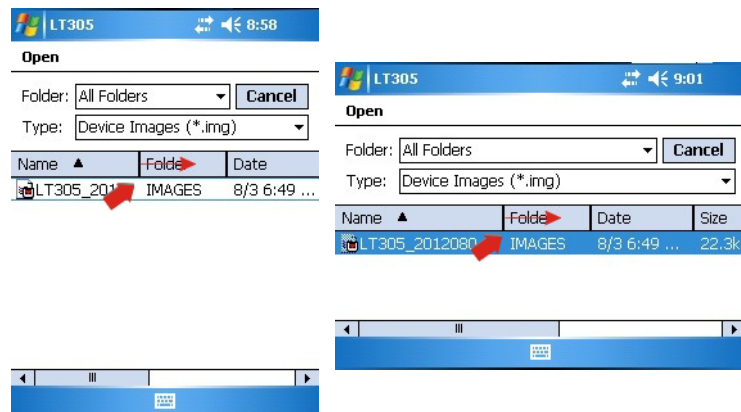 LT305 8:58
Open
Folder: All Folders Cancel
Type: Device Images (*.img)
Name Folder Date
LT305_201 IMAGES 8/3 6:49 ...
LT305 9:01
Open
Folder: All Folders Cancel
Type: Device Images (*.img)
Name Folder Date Size
LT305_2012080 IMAGES 8/3 6:49 ... 22.3k